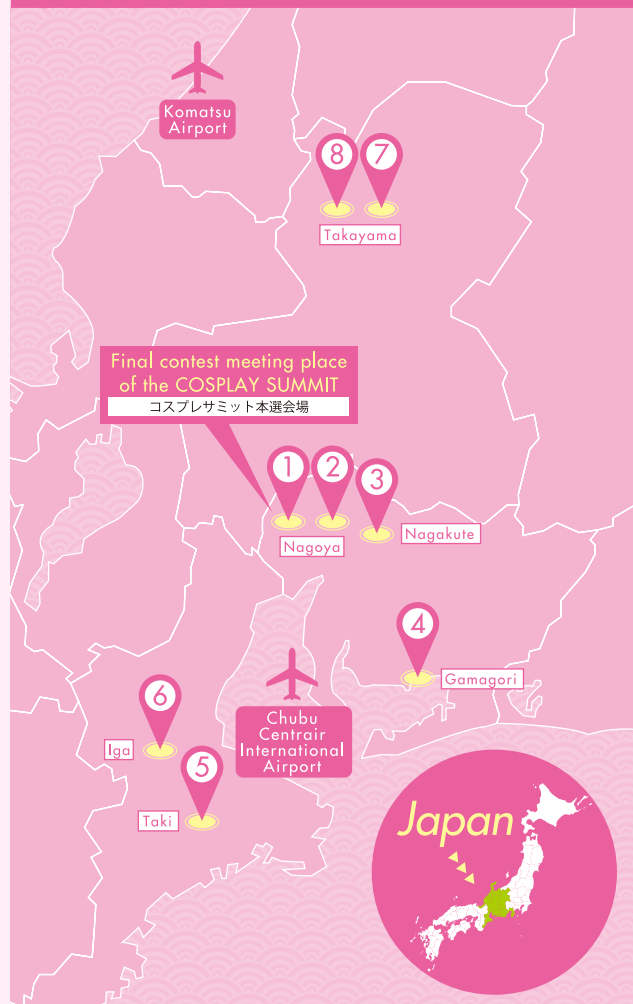 Komatsu
Airport
8
7
Takayama
Final contest meeting place
of the COSPLAY SUMMIT
コスプレサミット本選会場
1
2
3
Nagoya
Nagakute
4
Gamagori
6
Iga
Chubu
Centrair
International
Airport
5
Taki
Japan